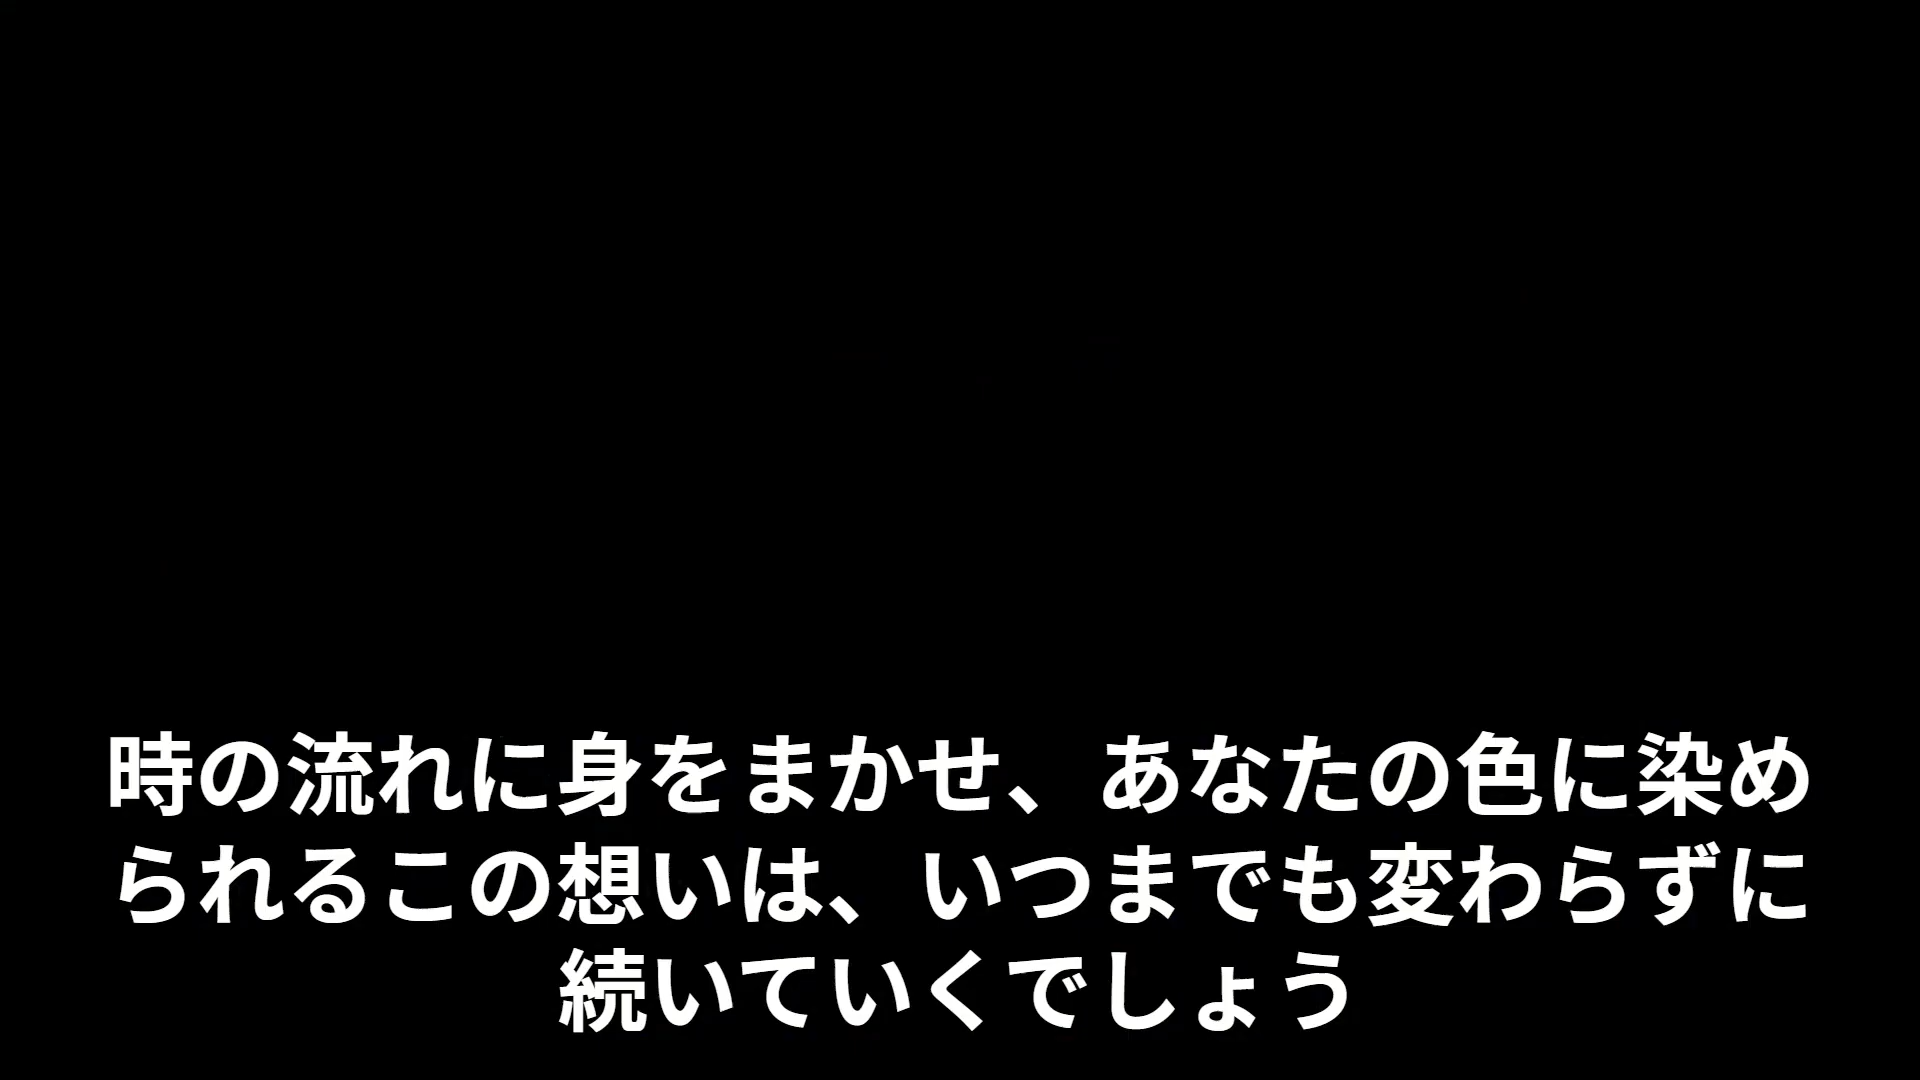 時の流れに身をまかせ、あなたの色に染め
られるこの想いは、いつまでも変わらずに
続いていくでしょう